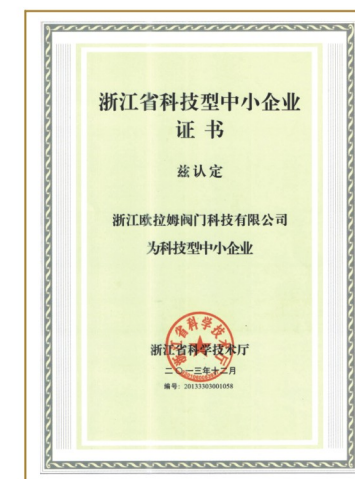 浙江省科技型中小企业
证书
兹认定
浙江欧拉姆阀门科技有限公司
为科技型中小企业
浙江省科学技术厅
二〇一三年十二月
编号：20133303001058